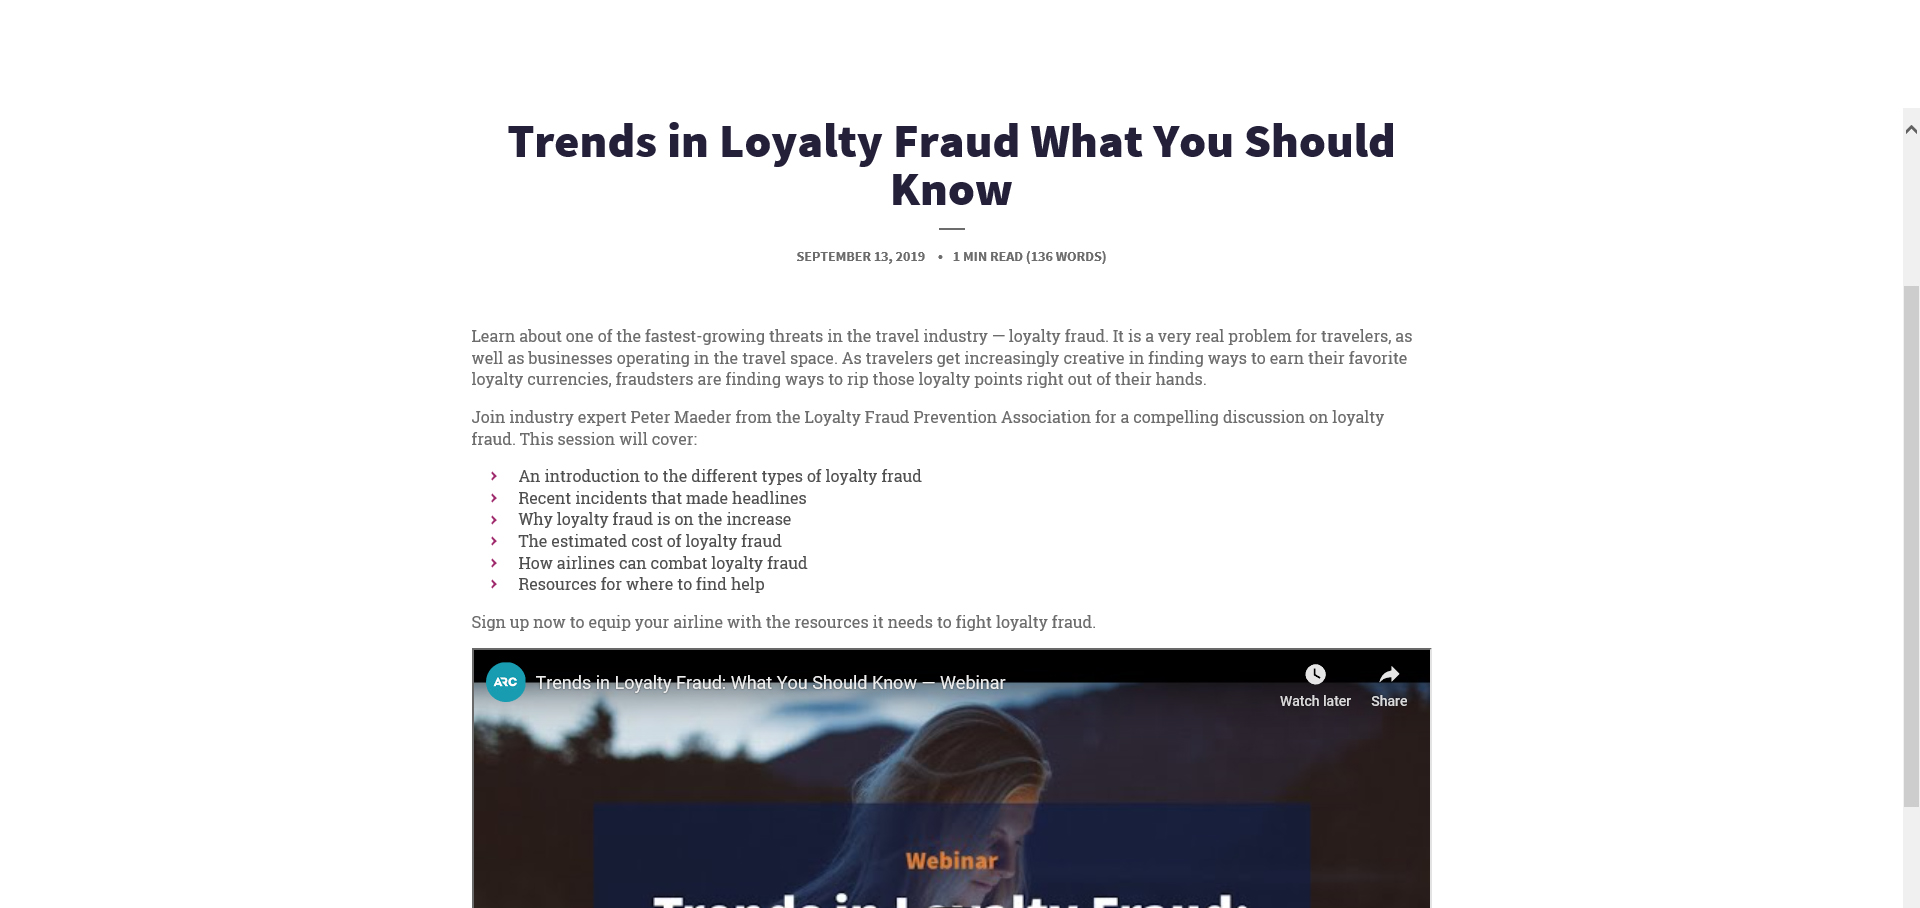 Trends in Loyalty Fraud What You Should
Know
SEPTEMBER 13, 2019 • 1 MIN READ (136 WORDS)
Learn about one of the fastest-growing threats in the travel industry — loyalty fraud. It is a very real problem for travelers, as
well as businesses operating in the travel space. As travelers get increasingly creative in finding ways to earn their favorite
loyalty currencies, fraudsters are finding ways to rip those loyalty points right out of their hands.
Join industry expert Peter Maeder from the Loyalty Fraud Prevention Association for a compelling discussion on loyalty
fraud. This session will cover:
An introduction to the different types of loyalty fraud
Recent incidents that made headlines
Why loyalty fraud is on the increase
The estimated cost of loyalty fraud
How airlines can combat loyalty fraud
Resources for where to find help
Sign up now to equip your airline with the resources it needs to fight loyalty fraud.
ARC Trends in Loyalty Fraud: What You Should Know — Webinar
Watch later Share
Webinar
Trends in Loyalty Fraud: